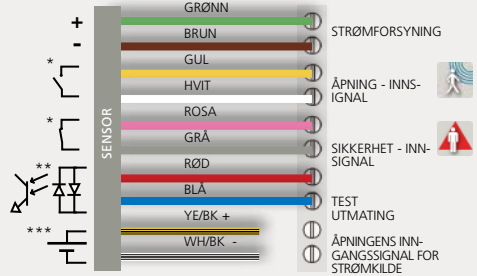 GRØNN
+
STRØMFORSYNING
BRUN
-
GUL
*
HVIT
ÅPNING - INNS-
IGNAL
ROSA
*
SENSOR
GRÅ
SIKKERHET - INN-
SIGNAL
RØD
**
BLÅ
TEST
UTMATING
YE/BK +
***
WH/BK -
ÅPNINGENS INN-
GANGSSIGNAL FOR
STRØMKILDE